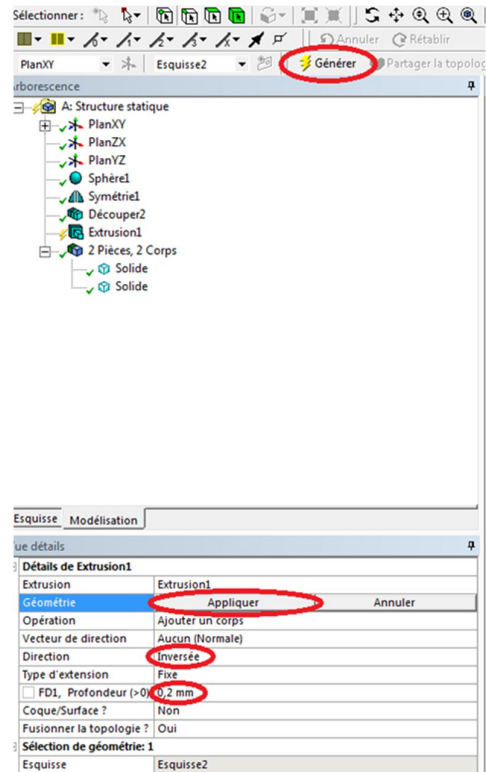 Sélectionner :
Annuler Rétablir
PlanXY Esquisse2 Générer Partager la topolog
rborescence
A: Structure statique
PlanXY
PlanZX
PlanYZ
Sphère1
Symétrie1
Découper2
Extrusion1
2 Pièces, 2 Corps
Solide
Solide
Esquisse Modélisation
ue détails
Détails de Extrusion1
Extrusion Extrusion1
Géométrie Appliquer Annuler
Opération Ajouter un corps
Vecteur de direction Aucun (Normale)
Direction Inversée
Type d'extension Fixe
FD1, Profondeur (>0) 0,2 mm
Coque/Surface ? Non
Fusionner la topologie ? Oui
Sélection de géométrie: 1
Esquisse Esquisse2